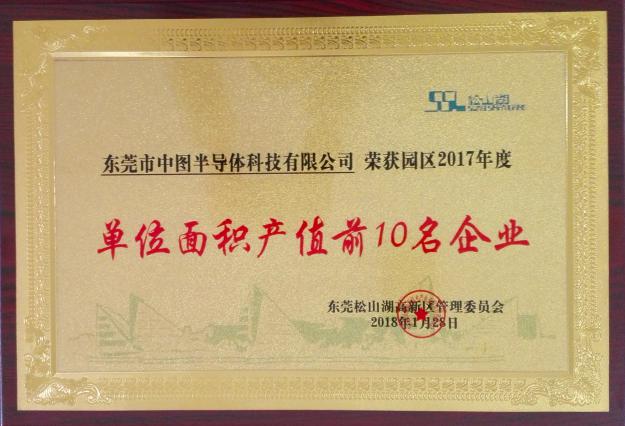 松山湖
东莞市中图半导体科技有限公司 荣获园区2017年度
单位面积产值前10名企业
东莞松山湖高新区管理委员会
2018年1月28日